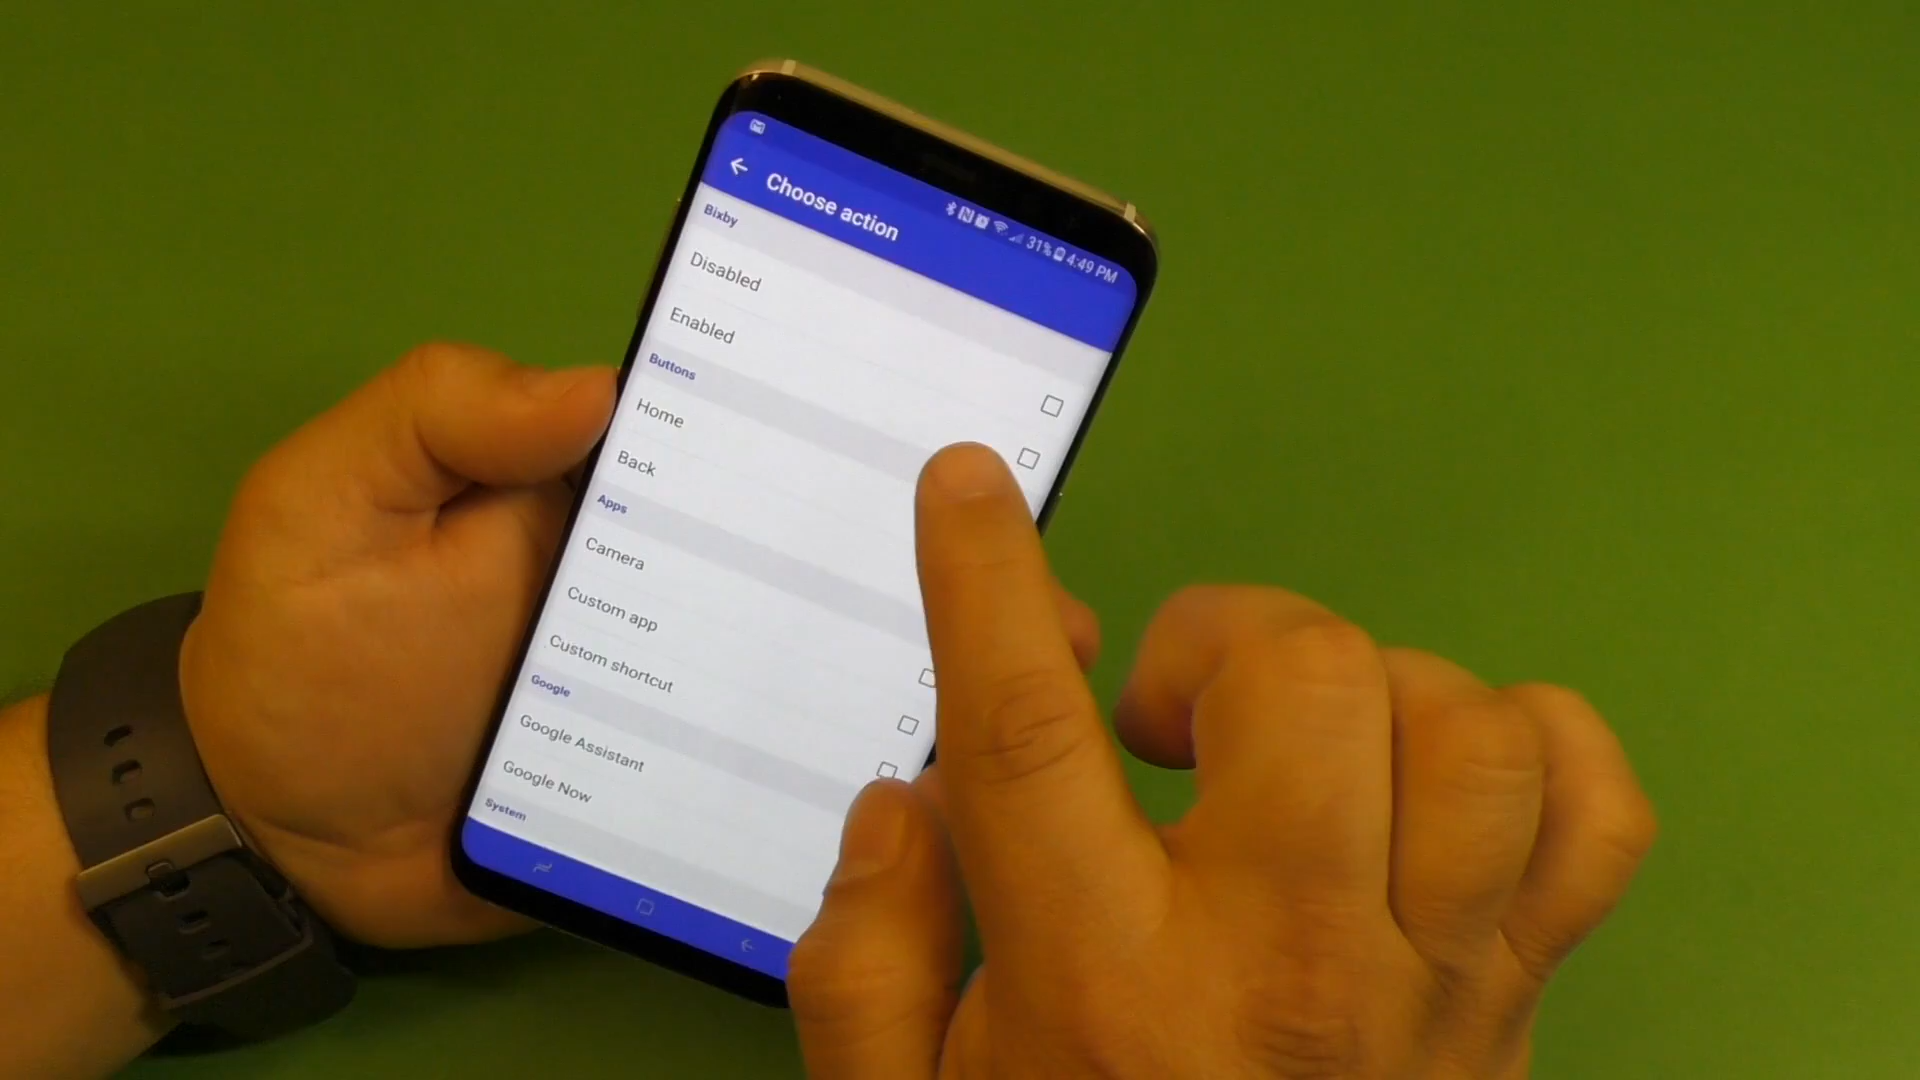 31% 4:49 PM
Choose action
Bixby
Disabled
Enabled
Buttons
Home
Back
Apps
Camera
Custom app
Custom shortcut
Google
Google Assistant
Google Now
System